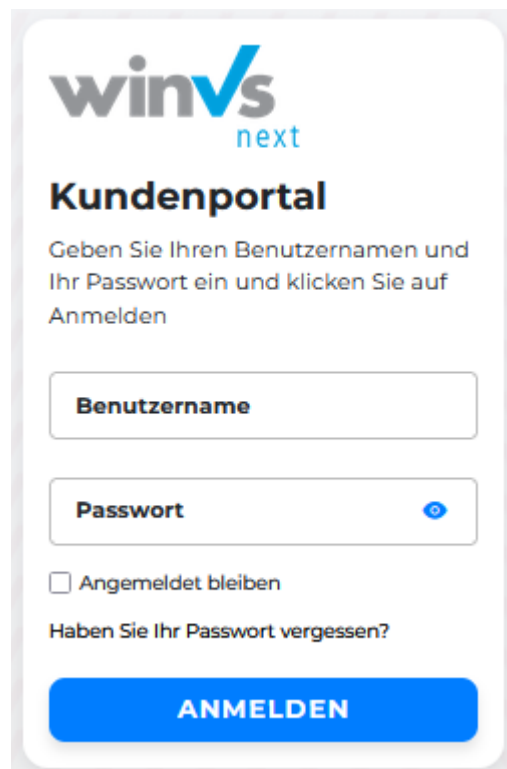 winVs
next
Kundenportal
Geben Sie Ihren Benutzernamen und
Ihr Passwort ein und klicken Sie auf
Anmelden
Benutzername
Passwort
Angemeldet bleiben
Haben Sie Ihr Passwort vergessen?
ANMELDEN